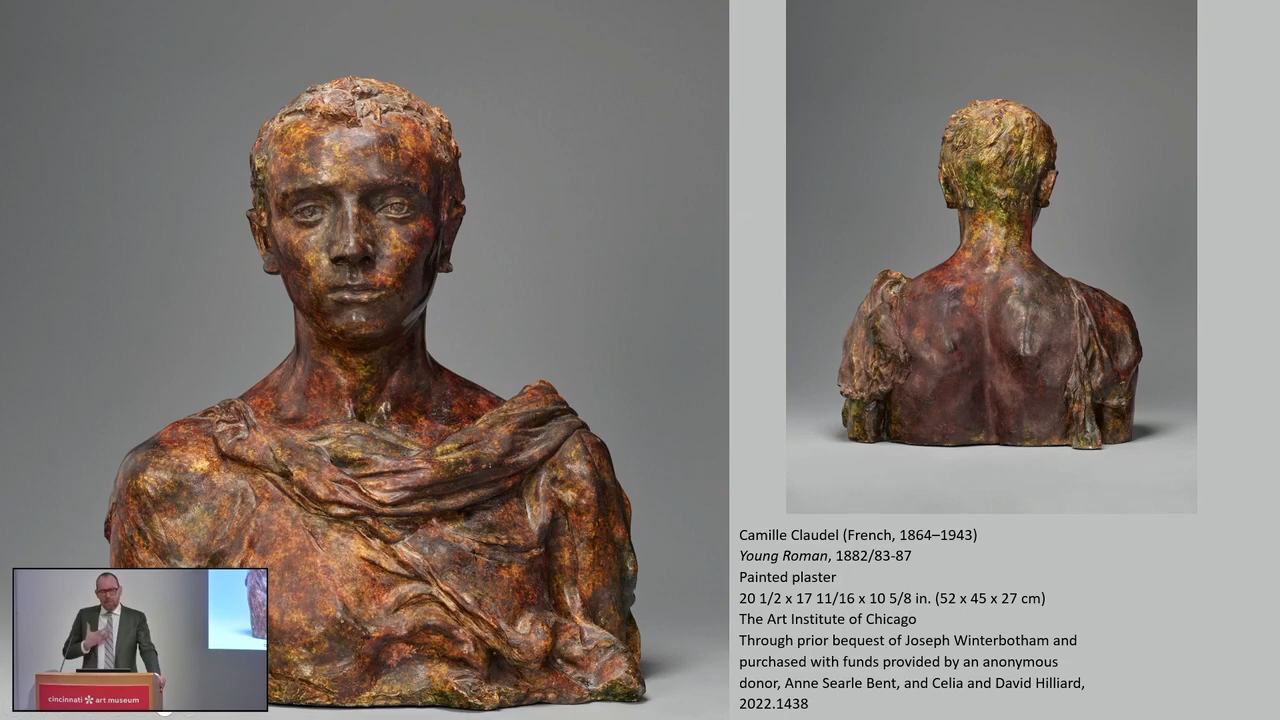 Camille Claudel (French, 1864–1943)
Young Roman, 1882/83-87
Painted plaster
20 1/2 x 17 11/16 x 10 5/8 in. (52 x 45 x 27 cm)
The Art Institute of Chicago
Through prior bequest of Joseph Winterbotham and
purchased with funds provided by an anonymous
donor, Anne Searle Bent, and Celia and David Hilliard,
2022.1438
cincinnati art museum